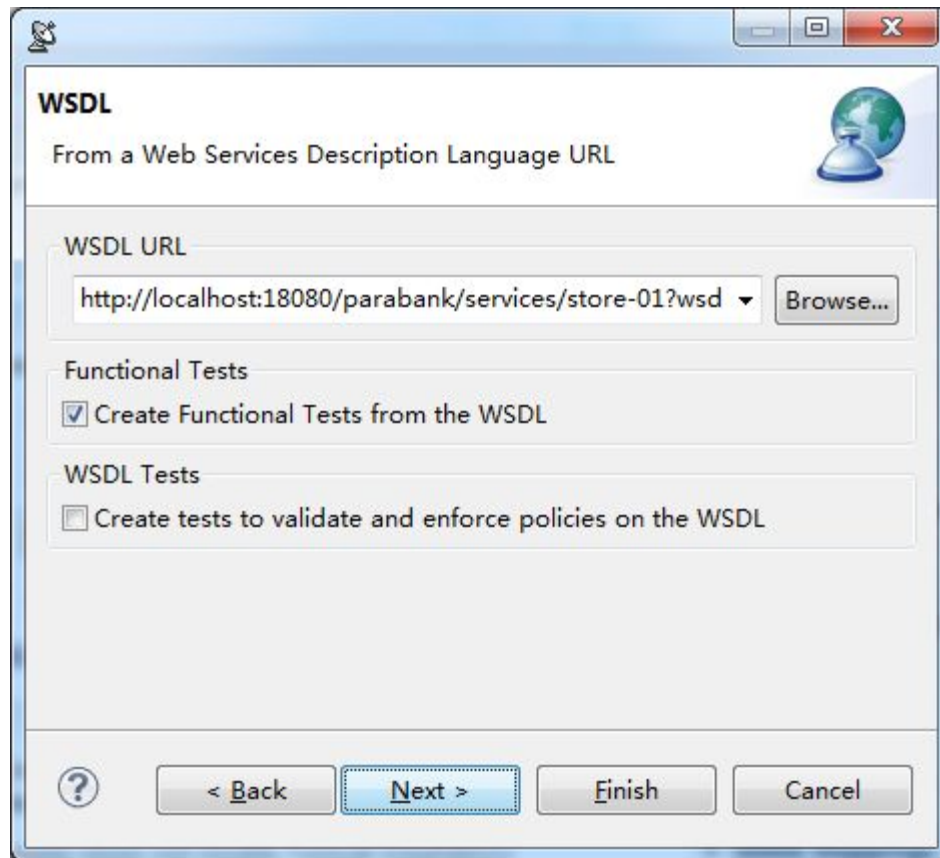 WSDL
From a Web Services Description Language URL
WSDL URL
http://localhost:18080/parabank/services/store-01?wsd
Browse...
Functional Tests
Create Functional Tests from the WSDL
WSDL Tests
Create tests to validate and enforce policies on the WSDL
?
< Back
Next >
Finish
Cancel